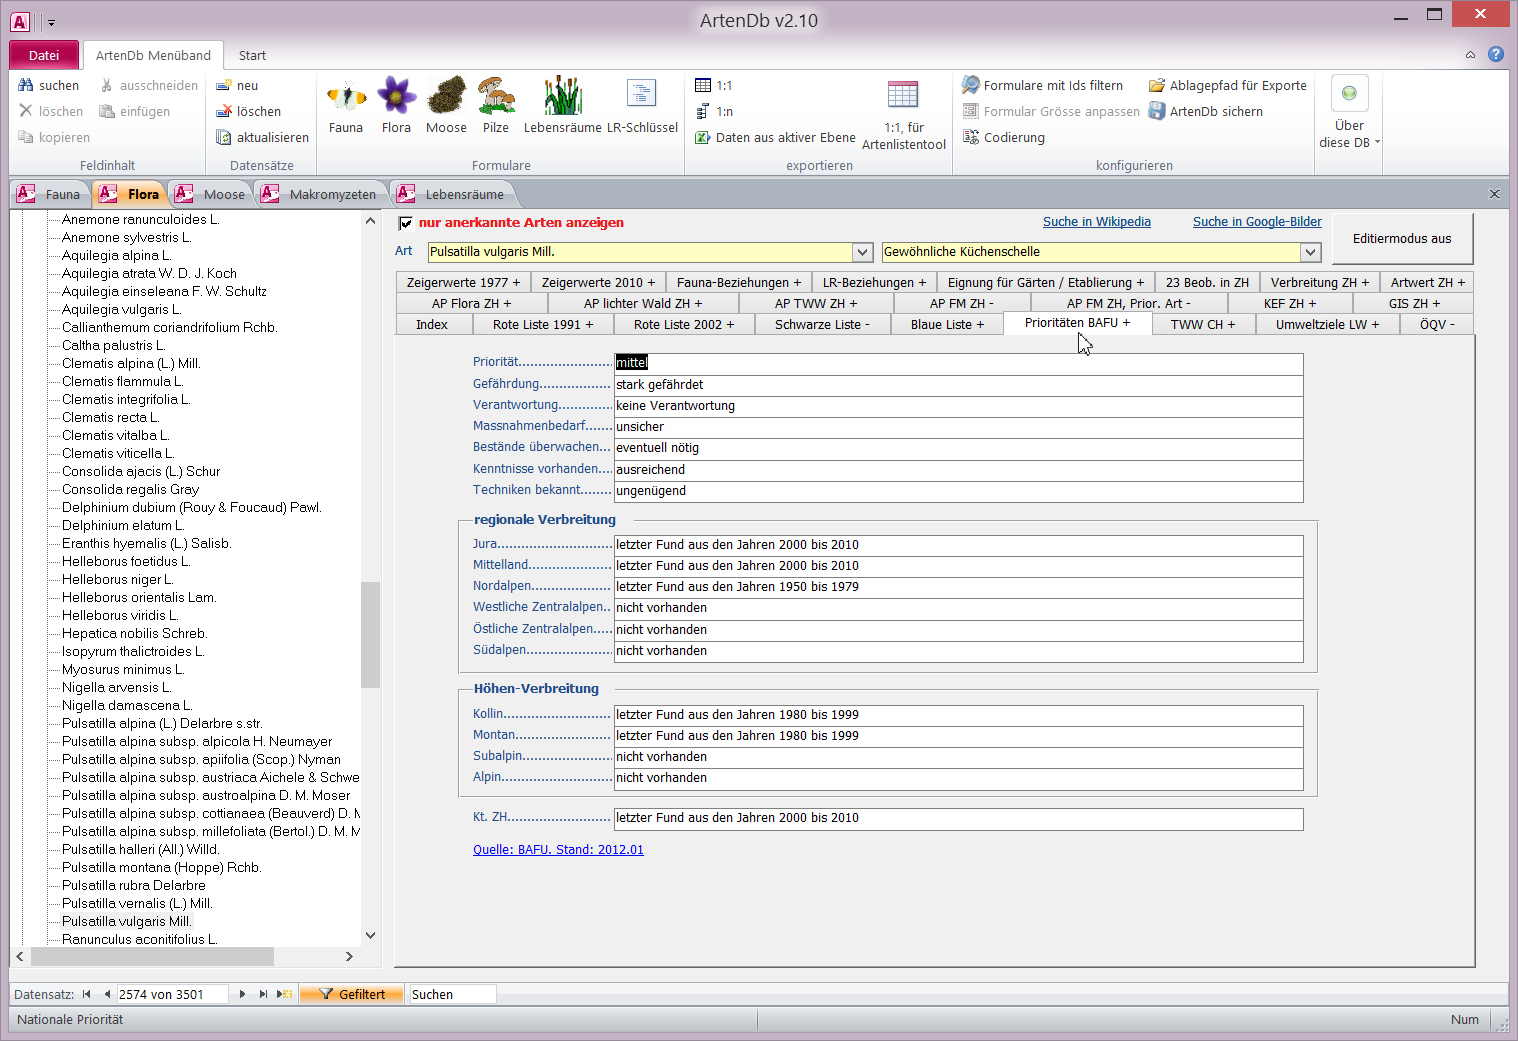 ArtenDb v2.10
Datei ArtenDb Menüband Start
suchen ausschneiden neu 1:1 Formulare mit Ids filtern Ablagepfad für Exporte
löschen einfügen löschen 1:n Formular Grösse anpassen ArtenDb sichern
kopieren aktualisieren Daten aus aktiver Ebene Codierung
Fauna Flora Moose Pilze Lebensräume LR-Schlüssel
1:1, für Artenlistentool
Über diese DB
Feldinhalt Datensätze Formulare exportieren konfigurieren
Fauna Flora Moose Makromyzeten Lebensräume
Anemone ranunculoides L.
Anemone sylvestris L.
Aquilegia alpina L.
Aquilegia atrata W. D. J. Koch
Aquilegia einseleana F. W. Schultz
Aquilegia vulgaris L.
Callianthemum coriandrifolium Rchb.
Caltha palustris L.
Clematis alpina (L.) Mill.
Clematis flammula L.
Clematis integrifolia L.
Clematis recta L.
Clematis vitalba L.
Clematis viticella L.
Consolida ajacis (L.) Schur
Consolida regalis Gray
Delphinium dubium (Rouy & Foucaud) Pawl.
Delphinium elatum L.
Eranthis hyemalis (L.) Salisb.
Helleborus foetidus L.
Helleborus niger L.
Helleborus orientalis Lam.
Helleborus viridis L.
Hepatica nobilis Schreb.
Isopyrum thalictroides L.
Myosurus minimus L.
Nigella arvensis L.
Nigella damascena L.
Pulsatilla alpina (L.) Delarbre s.str.
Pulsatilla alpina subsp. alpicola H. Neumayer
Pulsatilla alpina subsp. apiifolia (Scop.) Nyman
Pulsatilla alpina subsp. austriaca Aichele & Schwe
Pulsatilla alpina subsp. austroalpina D. M. Moser
Pulsatilla alpina subsp. cottianaea (Beauverd) D. M
Pulsatilla alpina subsp. millefoliata (Bertol.) D. M. M
Pulsatilla halleri (All.) Willd.
Pulsatilla montana (Hoppe) Rchb.
Pulsatilla rubra Delarbre
Pulsatilla vernalis (L.) Mill.
Pulsatilla vulgaris Mill.
Ranunculus aconitifolius L.
nur anerkannte Arten anzeigen Suche in Wikipedia Suche in Google-Bilder Editiermodus aus
Art Pulsatilla vulgaris Mill. Gewöhnliche Küchenschelle
Zeigerwerte 1977 + Zeigerwerte 2010 + Fauna-Beziehungen + LR-Beziehungen + Eignung für Gärten / Etablierung + 23 Beob. in ZH Verbreitung ZH + Artwert ZH +
AP Flora ZH + AP lichter Wald ZH + AP TWW ZH + AP FM ZH - AP FM ZH, Prior. Art - KEF ZH + GIS ZH +
Index Rote Liste 1991 + Rote Liste 2002 + Schwarze Liste - Blaue Liste + Prioritäten BAFU + TWW CH + Umweltziele LW + ÖQV -
Priorität mittel
Gefährdung stark gefährdet
Verantwortung keine Verantwortung
Massnahmenbedarf unsicher
Bestände überwachen eventuell nötig
Kenntnisse vorhanden ausreichend
Techniken bekannt ungenügend
regionale Verbreitung
Jura letzter Fund aus den Jahren 2000 bis 2010
Mittelland letzter Fund aus den Jahren 2000 bis 2010
Nordalpen letzter Fund aus den Jahren 1950 bis 1979
Westliche Zentralalpen nicht vorhanden
Östliche Zentralalpen nicht vorhanden
Südalpen nicht vorhanden
Höhen-Verbreitung
Kollin letzter Fund aus den Jahren 1980 bis 1999
Montan letzter Fund aus den Jahren 1980 bis 1999
Subalpin nicht vorhanden
Alpin nicht vorhanden
Kt. ZH letzter Fund aus den Jahren 2000 bis 2010
Quelle: BAFU. Stand: 2012.01
Datensatz: 2574 von 3501 Gefiltert Suchen
Nationale Priorität Num